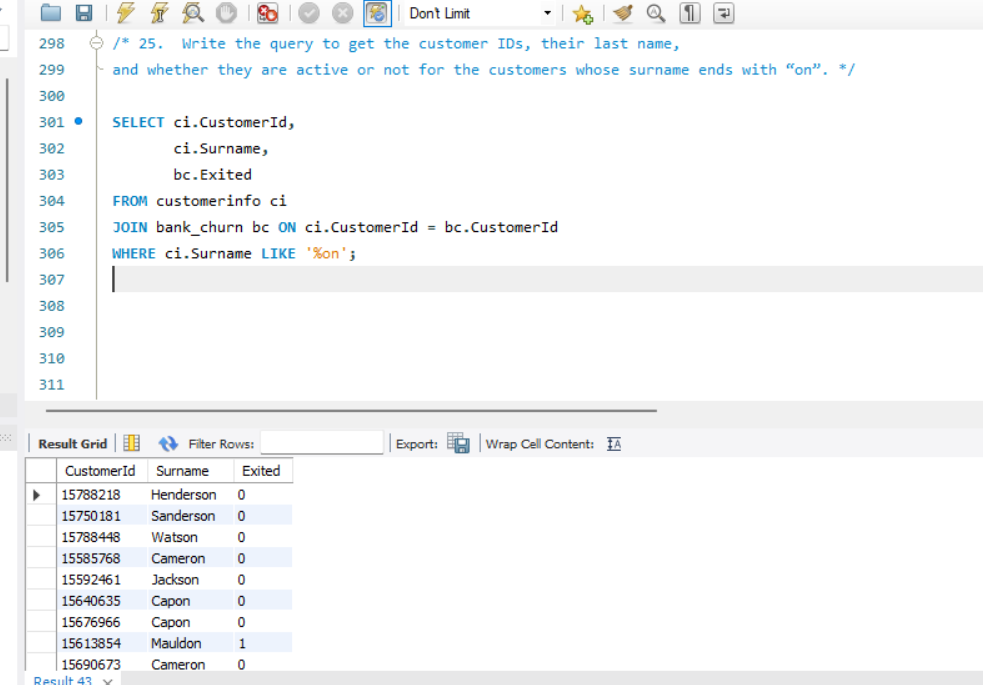 Don't Limit
298 /* 25.  Write the query to get the customer IDs, their last name,
299 and whether they are active or not for the customers whose surname ends with “on”. */
300
301 SELECT ci.CustomerId,
302 ci.Surname,
303 bc.Exited
304 FROM customerinfo ci
305 JOIN bank_churn bc ON ci.CustomerId = bc.CustomerId
306 WHERE ci.Surname LIKE '%on';
307
308
309
310
311
Result Grid Filter Rows: Export: Wrap Cell Content: IA
CustomerId Surname Exited
15788218 Henderson 0
15750181 Sanderson 0
15788448 Watson 0
15585768 Cameron 0
15592461 Jackson 0
15640635 Capon 0
15676966 Capon 0
15613854 Mauldon 1
15690673 Cameron 0
Result 43